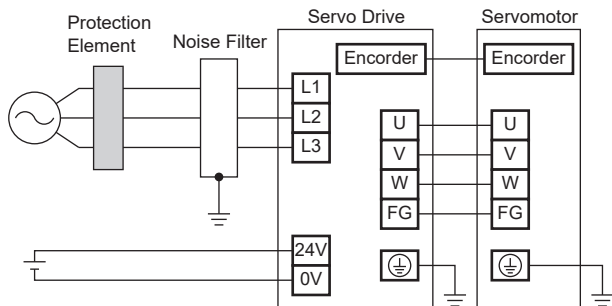 Protection
Element
Noise Filter
Servo Drive
Servomotor
Encorder
Encorder
L1
L2
L3
U
V
W
FG
U
V
W
FG
24V
0V